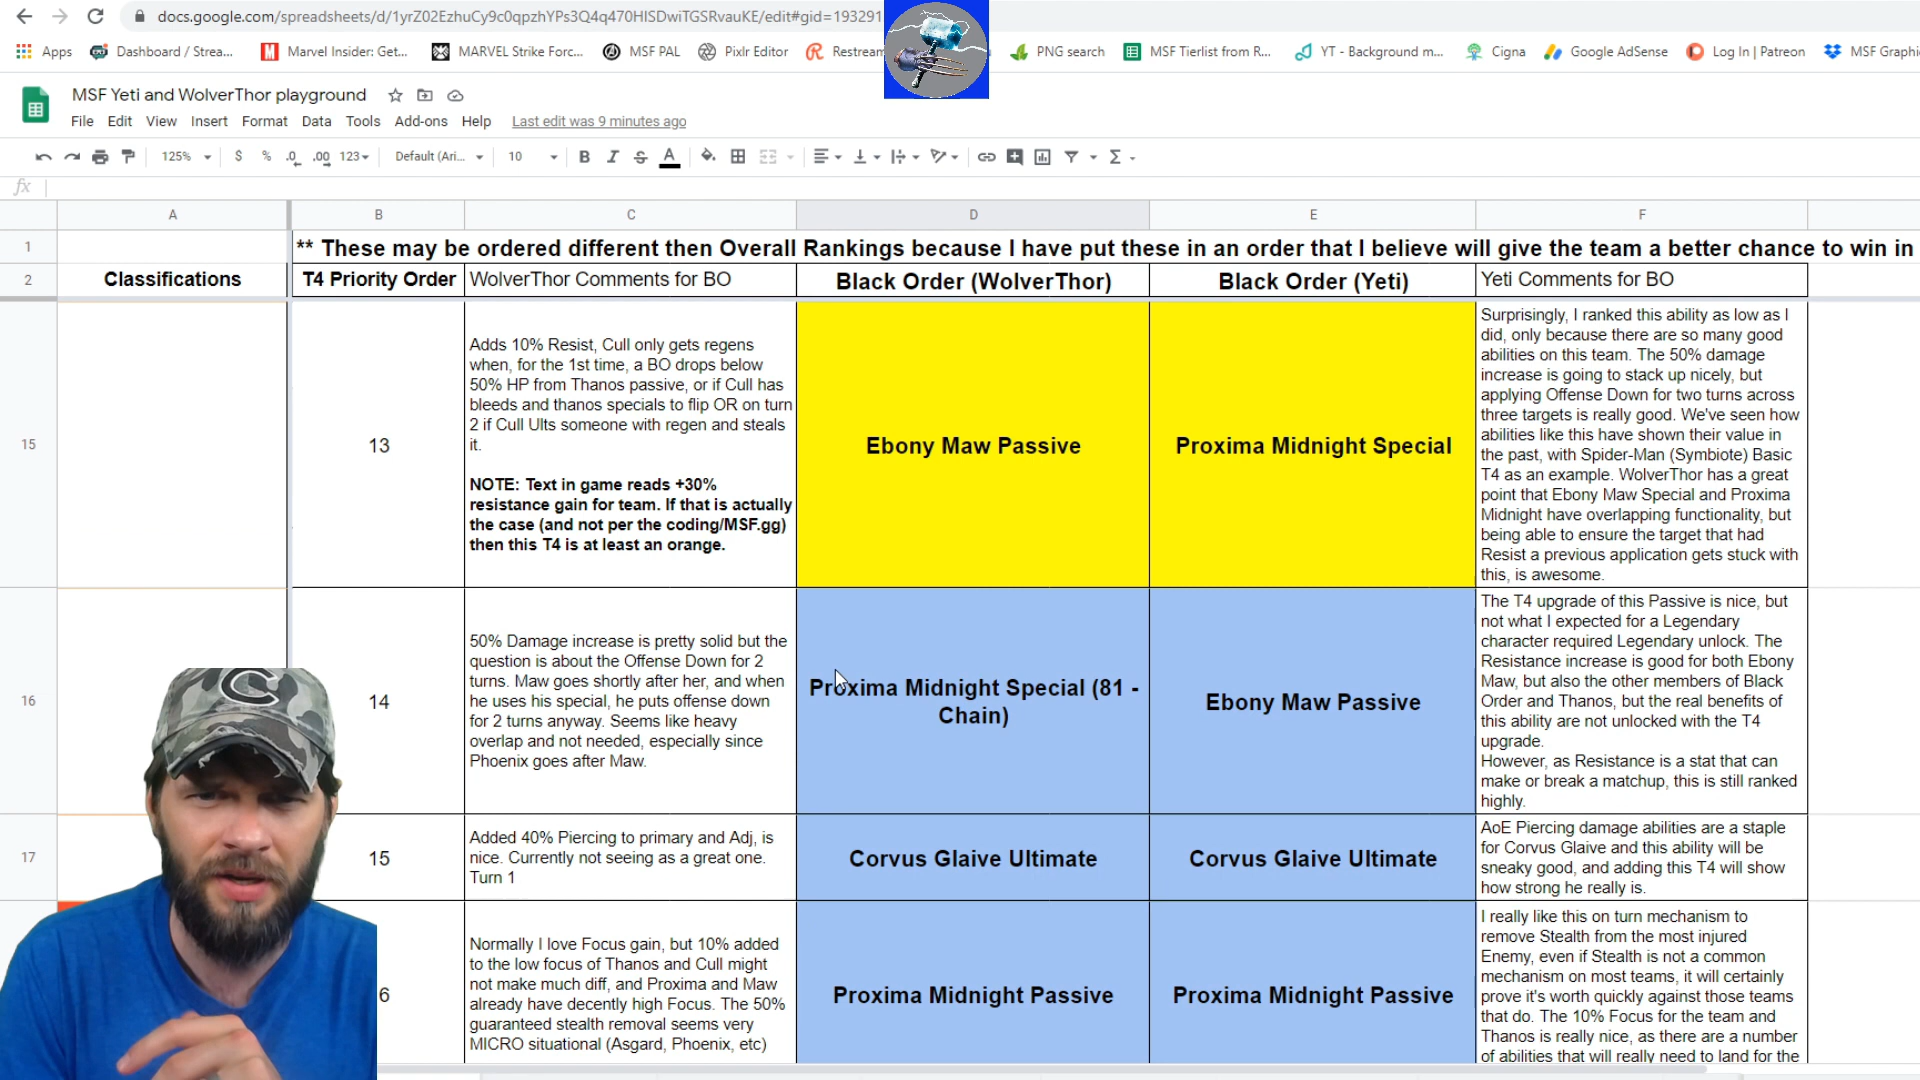 docs.google.com/spreadsheets/d/1yrZ02EzhuCy9c0qpzhYPs3Q4q470HISDwiTGSRvauKE/edit#gid=193291
Apps Dashboard / Strea... Marvel Insider: Get... MARVEL Strike Forc... MSF PAL Pixlr Editor Restream PNG search MSF Tierlist from R... YT - Background m... Cigna Google AdSense Log In | Patreon MSF Graphi
MSF Yeti and WolverThor playground
File Edit View Insert Format Data Tools Add-ons Help Last edit was 9 minutes ago
125% $ % .0 .00 123 Default (Ari... 10 B I S A
fx
A B C D E F
1 ** These may be ordered different then Overall Rankings because I have put these in an order that I believe will give the team a better chance to win in
2 Classifications T4 Priority Order WolverThor Comments for BO Black Order (WolverThor) Black Order (Yeti) Yeti Comments for BO
15
13
Adds 10% Resist, Cull only gets regens
when, for the 1st time, a BO drops below
50% HP from Thanos passive, or if Cull has
bleeds and thanos specials to flip OR on turn
2 if Cull Ults someone with regen and steals
it.
NOTE: Text in game reads +30%
resistance gain for team. If that is actually
the case (and not per the coding/MSF.gg)
then this T4 is at least an orange.
Ebony Maw Passive
Proxima Midnight Special
Surprisingly, I ranked this ability as low as I
did, only because there are so many good
abilities on this team. The 50% damage
increase is going to stack up nicely, but
applying Offense Down for two turns across
three targets is really good. We've seen how
abilities like this have shown their value in
the past, with Spider-Man (Symbiote) Basic
T4 as an example. WolverThor has a great
point that Ebony Maw Special and Proxima
Midnight have overlapping functionality, but
being able to ensure the target that had
Resist a previous application gets stuck with
this, is awesome.
16
14
50% Damage increase is pretty solid but the
question is about the Offense Down for 2
turns. Maw goes shortly after her, and when
he uses his special, he puts offense down
for 2 turns anyway. Seems like heavy
overlap and not needed, especially since
Phoenix goes after Maw.
Proxima Midnight Special (81 -
Chain)
Ebony Maw Passive
The T4 upgrade of this Passive is nice, but
not what I expected for a Legendary
character required Legendary unlock. The
Resistance increase is good for both Ebony
Maw, but also the other members of Black
Order and Thanos, but the real benefits of
this ability are not unlocked with the T4
upgrade.
However, as Resistance is a stat that can
make or break a matchup, this is still ranked
highly.
17
15
Added 40% Piercing to primary and Adj, is
nice. Currently not seeing as a great one.
Turn 1
Corvus Glaive Ultimate
Corvus Glaive Ultimate
AoE Piercing damage abilities are a staple
for Corvus Glaive and this ability will be
sneaky good, and adding this T4 will show
how strong he really is.
6
Normally I love Focus gain, but 10% added
to the low focus of Thanos and Cull might
not make much diff, and Proxima and Maw
already have decently high Focus. The 50%
guaranteed stealth removal seems very
MICRO situational (Asgard, Phoenix, etc)
Proxima Midnight Passive
Proxima Midnight Passive
I really like this on turn mechanism to
remove Stealth from the most injured
Enemy, even if Stealth is not a common
mechanism on most teams, it will certainly
prove it's worth quickly against those teams
that do. The 10% Focus for the team and
Thanos is really nice, as there are a number
of abilities that will really need to land for the
C